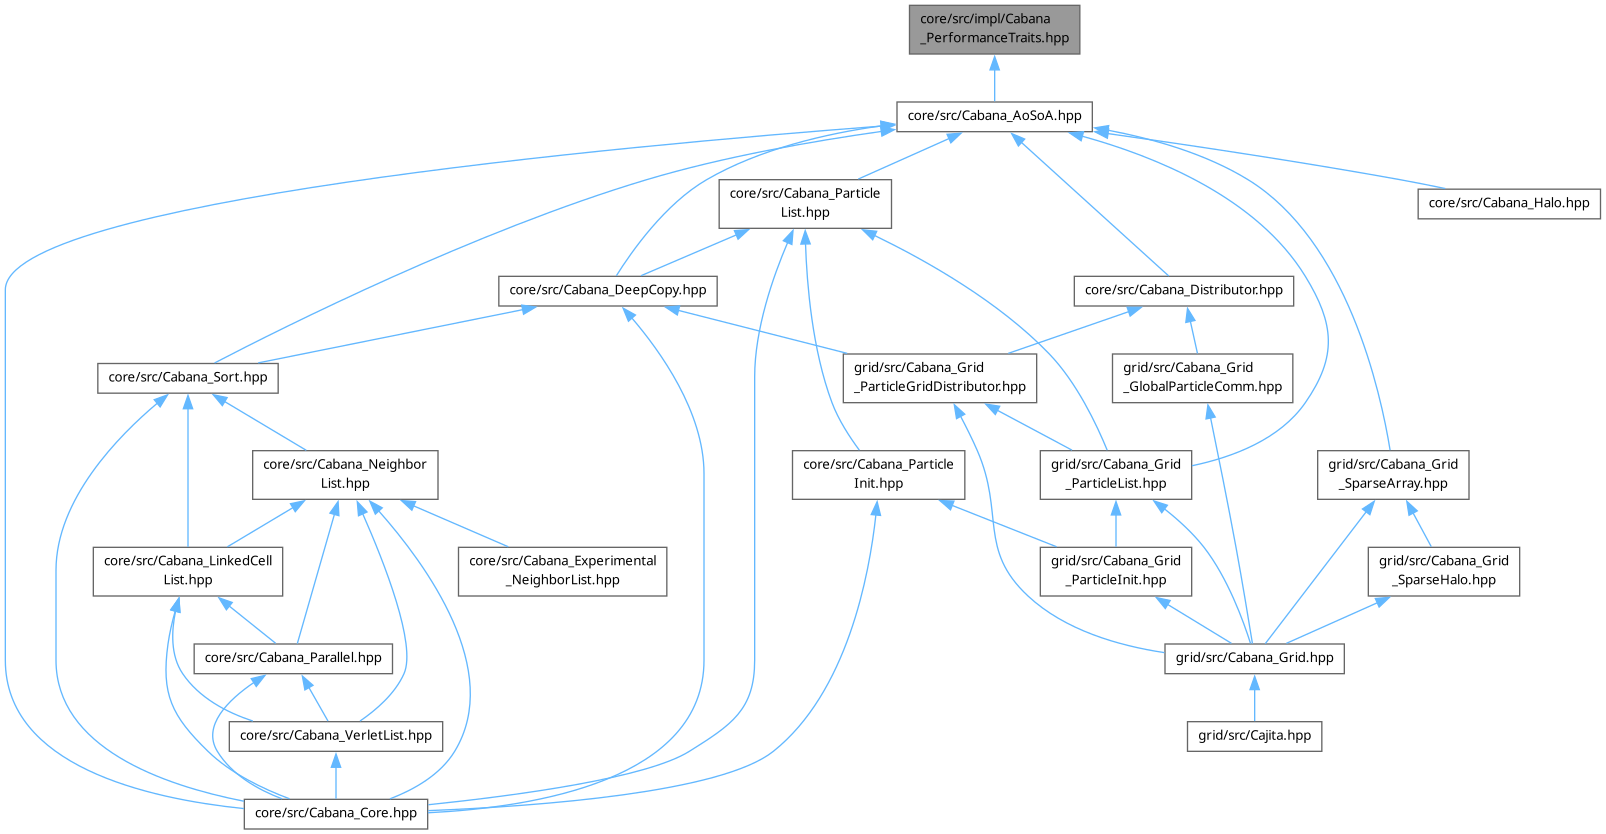 core/src/impl/Cabana
_PerformanceTraits.hpp
core/src/Cabana_AoSoA.hpp
core/src/Cabana_Particle
List.hpp
core/src/Cabana_Halo.hpp
core/src/Cabana_DeepCopy.hpp
core/src/Cabana_Distributor.hpp
core/src/Cabana_Sort.hpp
grid/src/Cabana_Grid
_ParticleGridDistributor.hpp
grid/src/Cabana_Grid
_GlobalParticleComm.hpp
core/src/Cabana_Neighbor
List.hpp
core/src/Cabana_Particle
Init.hpp
grid/src/Cabana_Grid
_ParticleList.hpp
grid/src/Cabana_Grid
_SparseArray.hpp
core/src/Cabana_LinkedCell
List.hpp
core/src/Cabana_Experimental
_NeighborList.hpp
grid/src/Cabana_Grid
_ParticleInit.hpp
grid/src/Cabana_Grid
_SparseHalo.hpp
core/src/Cabana_Parallel.hpp
grid/src/Cabana_Grid.hpp
core/src/Cabana_VerletList.hpp
grid/src/Cajita.hpp
core/src/Cabana_Core.hpp